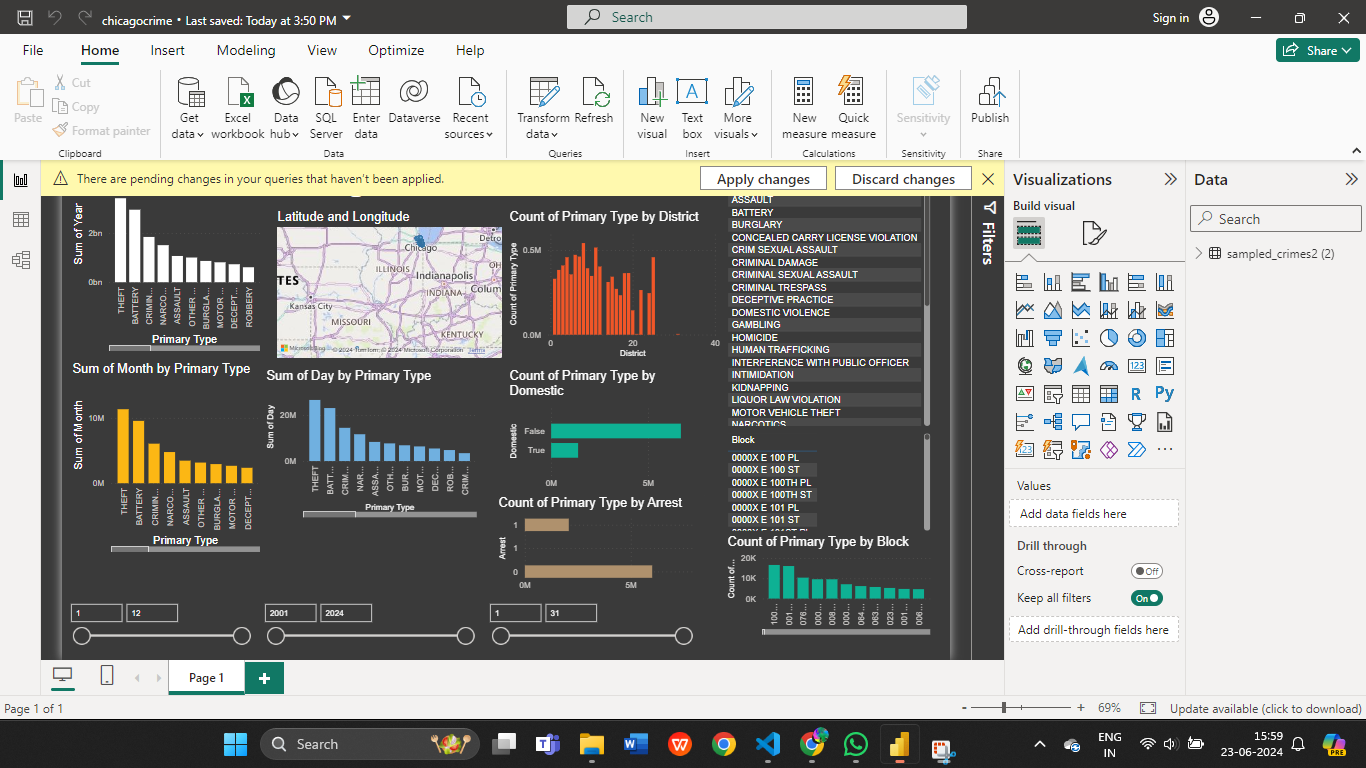 chicagocrime • Last saved: Today at 3:50 PM
Search
Sign in
File
Home
Insert
Modeling
View
Optimize
Help
Share
Paste
Cut
Copy
Format painter
Clipboard
Get data
Excel workbook
Data hub
SQL Server
Enter data
Dataverse
Recent sources
Data
Transform data
Refresh
Queries
New visual
Text box
More visuals
Insert
New measure
Quick measure
Calculations
Sensitivity
Sensitivity
Publish
Share
There are pending changes in your queries that haven't been applied.
Apply changes
Discard changes
Sum of Year
2bn
0bn
THEFT
BATTERY
CRIMIN...
NARCO...
ASSAULT
OTHER ...
BURGLA...
MOTOR ...
DECEPT...
ROBBERY
Primary Type
Latitude and Longitude
Chicago
Detro
ILLINOIS
Indianapolis
TES
INDIANA
Colum
Kansas City
MISSOURI
KENTUCKY
Microsoft Bing
© 2024 TomTom, © 2024 Microsoft Corporation Terms
Count of Primary Type by District
Count of Primary Type
0.5M
0.0M
0
20
40
District
ASSAULT
BATTERY
BURGLARY
CONCEALED CARRY LICENSE VIOLATION
CRIM SEXUAL ASSAULT
CRIMINAL DAMAGE
CRIMINAL SEXUAL ASSAULT
CRIMINAL TRESPASS
DECEPTIVE PRACTICE
DOMESTIC VIOLENCE
GAMBLING
HOMICIDE
HUMAN TRAFFICKING
INTERFERENCE WITH PUBLIC OFFICER
INTIMIDATION
KIDNAPPING
LIQUOR LAW VIOLATION
MOTOR VEHICLE THEFT
NARCOTICS
Sum of Month by Primary Type
Sum of Month
10M
0M
THEFT
BATTERY
CRIMIN...
NARCO...
ASSAULT
OTHER ...
BURGLA...
MOTOR ...
DECEPT...
Primary Type
Sum of Day by Primary Type
Sum of Day
20M
0M
THEFT
BATT...
CRIM...
NAR...
ASSA...
OTH...
BUR...
MOT...
DEC...
ROB...
CRIM...
Primary Type
Count of Primary Type by Domestic
Domestic
False
True
0M
5M
Count of Primary Type by Arrest
Arrest
1
1
0
0M
5M
Block
0000X E 100 PL
0000X E 100 ST
0000X E 100TH PL
0000X E 100TH ST
0000X E 101 PL
0000X E 101 ST
0000X E 101ST PL
Count of Primary Type by Block
Count of...
20K
10K
0K
100...
001...
076...
000...
008...
000...
064...
083...
023...
001...
006...
1
12
2001
2024
1
31
Filters
Visualizations
Build visual
Values
Add data fields here
Drill through
Cross-report
Off
Keep all filters
On
Add drill-through fields here
Data
Search
sampled_crimes2 (2)
Page 1
Page 1 of 1
69%
Update available (click to download)
Search
ENG
IN
15:59
23-06-2024
PRE